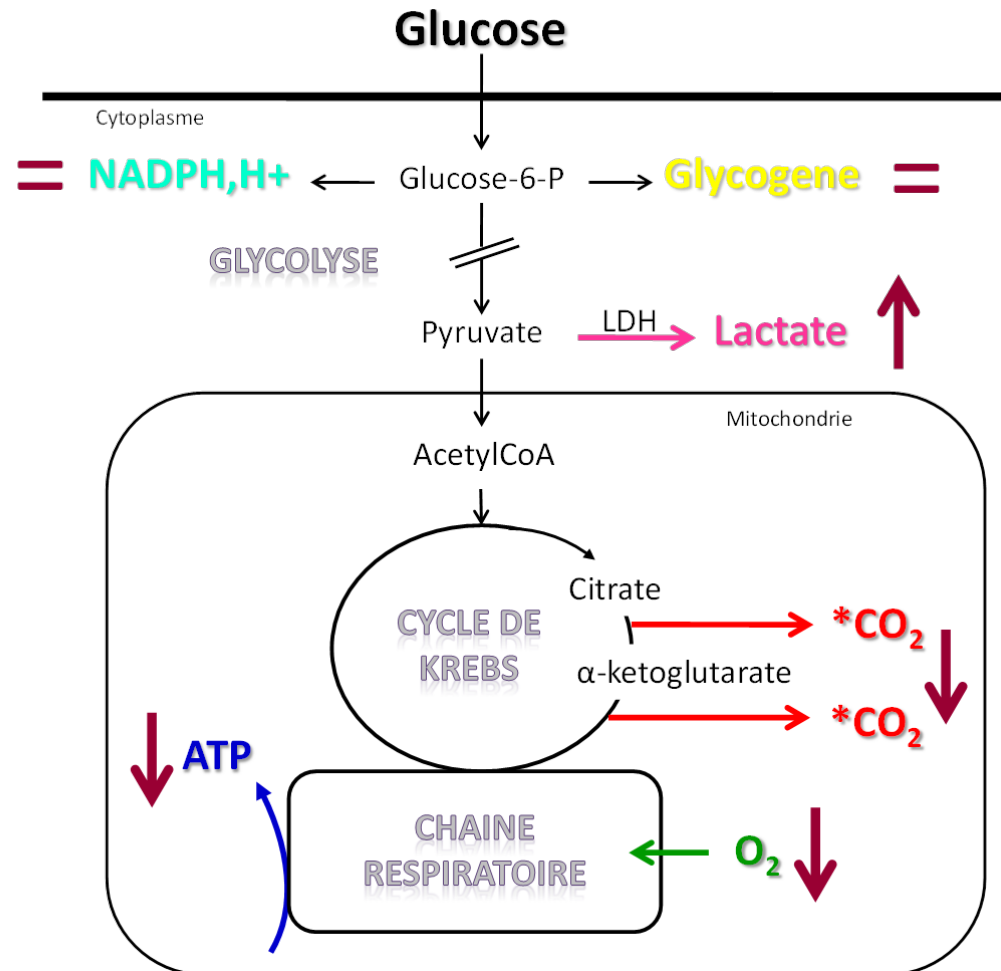 Glucose
Cytoplasme
= NADPH,H+ Glucose-6-P Glycogene =
GLYCOLYSE
Pyruvate LDH Lactate
Mitochondrie
AcetylCoA
Citrate
CYCLE DE
KREBS
*CO₂
α-ketoglutarate
*CO₂
ATP
CHAINE
RESPIRATOIRE
O₂